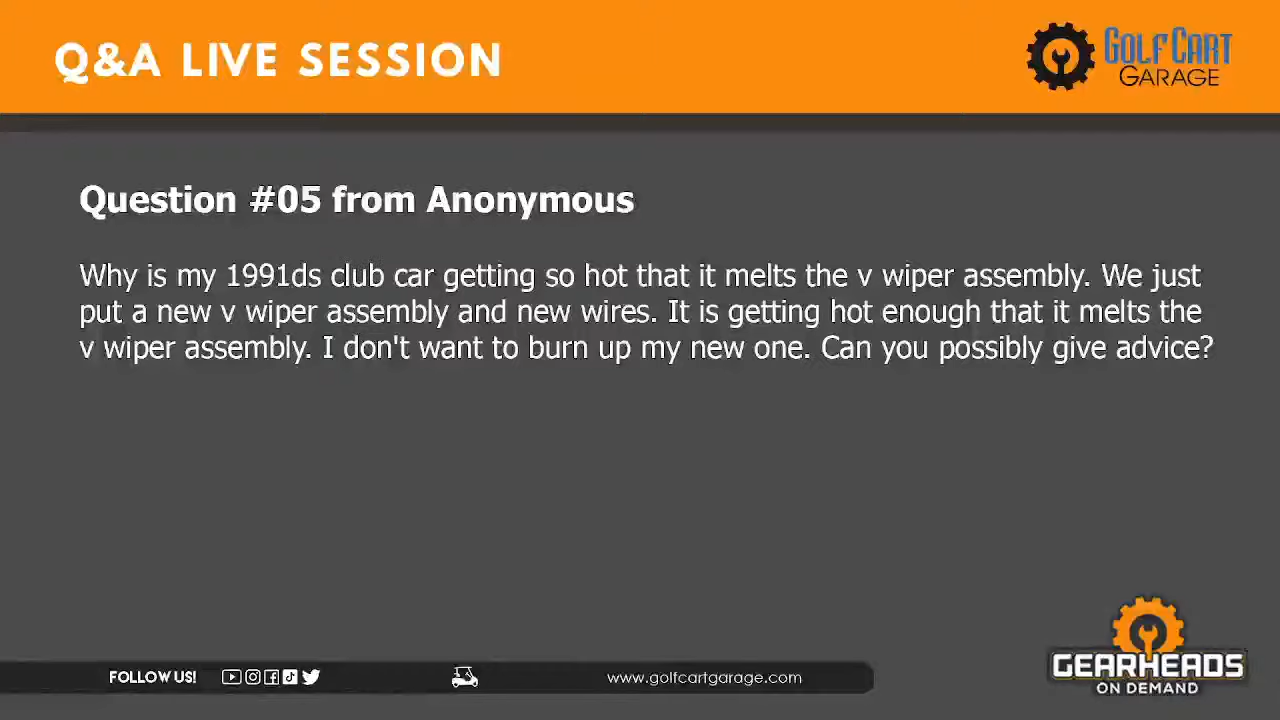 Q&A LIVE SESSION
GOLF CART
GARAGE
Question #05 from Anonymous
Why is my 1991ds club car getting so hot that it melts the v wiper assembly. We just
put a new v wiper assembly and new wires. It is getting hot enough that it melts the
v wiper assembly. I don't want to burn up my new one. Can you possibly give advice?
GEARHEADS
ON DEMAND
FOLLOW US!
www.golfcartgarage.com